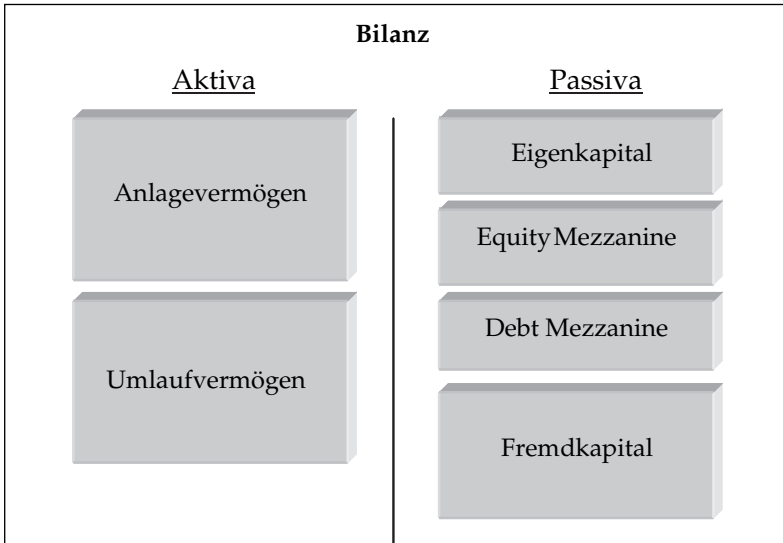 Bilanz
Aktiva
Anlagevermögen
Umlaufvermögen
Passiva
Eigenkapital
Equity Mezzanine
Debt Mezzanine
Fremdkapital